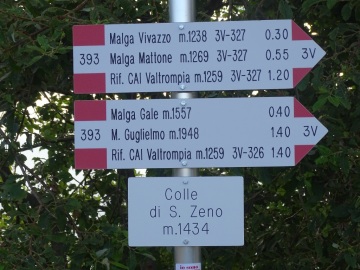 Malga Vivazzo m.1238 3V-327 0.30
393 Malga Mattone m.1269 3V-327 0.55 3V
Rif. CAI Valtrompia m.1259 3V-327 1.20
Malga Gale m.1557 0.40
393 M. Guglielmo m.1948 1.40 3V
Rif. CAI Valtrompia m.1259 3V-326 1.40
Colle
di S. Zeno
m.1434